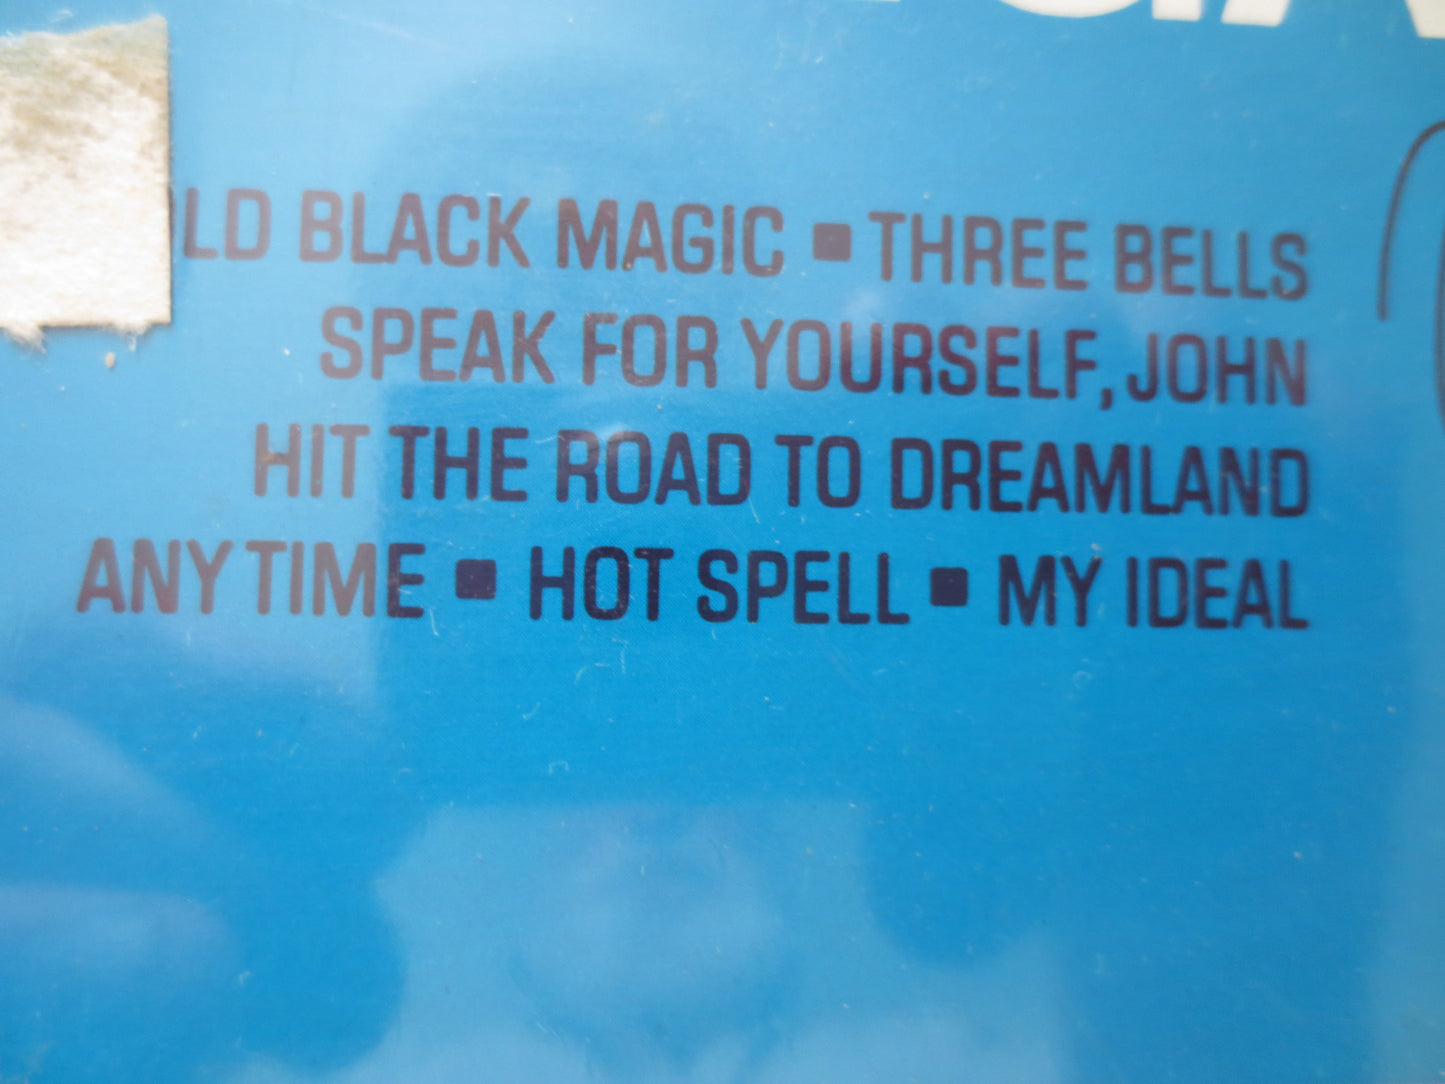 LD BLACK MAGIC ▪ THREE BELLS
SPEAK FOR YOURSELF, JOHN
HIT THE ROAD TO DREAMLAND
ANY TIME ▪ HOT SPELL ▪ MY IDEAL